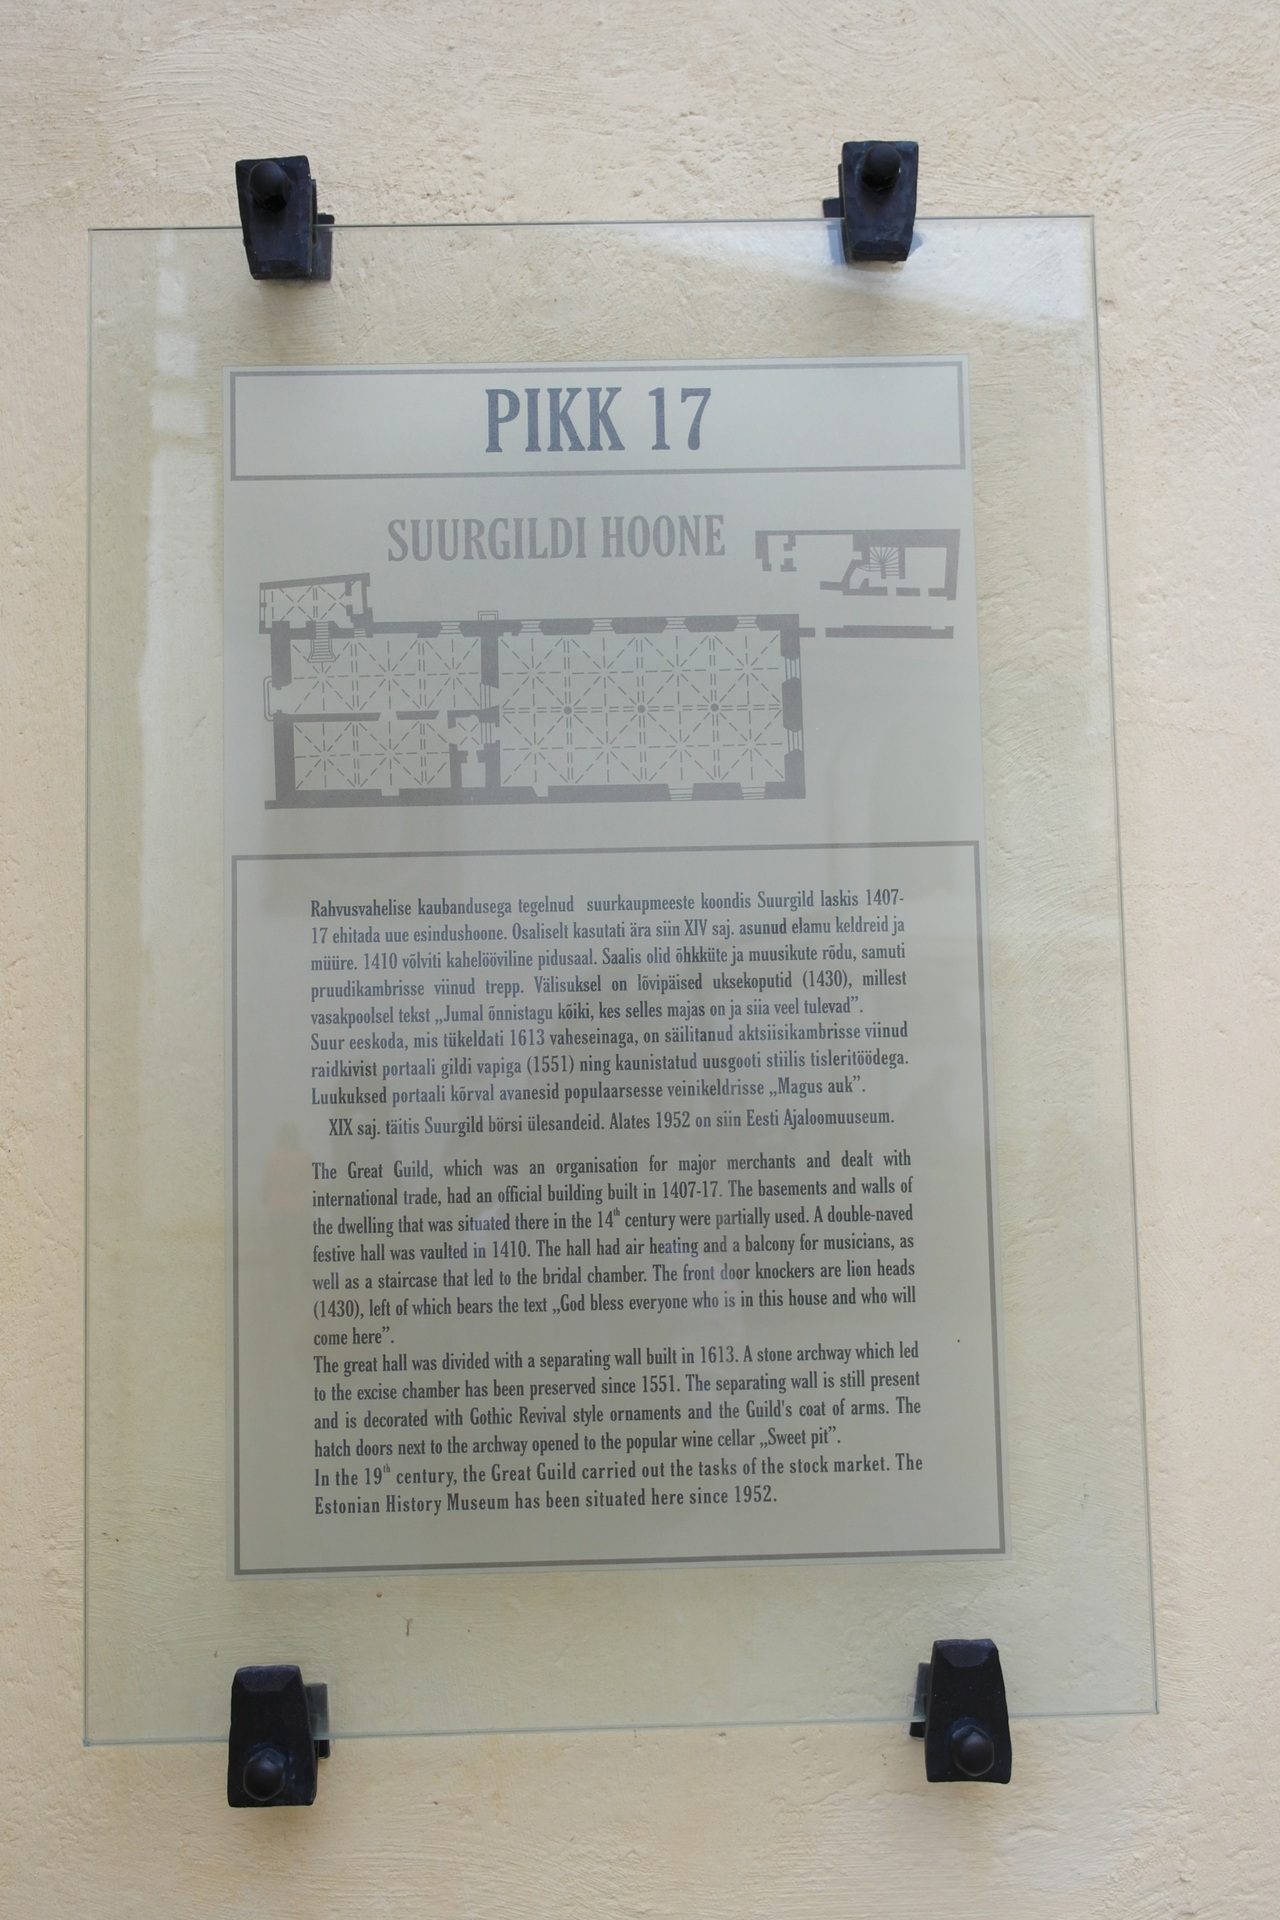 PIKK 17
SUURGILDI HOONE
Rahvusvahelise kaubandusega tegelnud suurkaupmeeste koondis Suurgild laskis 1407-
17 ehitada uue esindushoone. Osaliselt kasutati ära siin XIV saj. asunud elamu keldreid ja
müüre. 1410 võlviti kahelööviline pidusaal. Saalis olid õhkküte ja muusikute rõdu, samuti
pruudikambrisse viinud trepp. Välisuksel on lõvipäised uksekoputid (1430), millest
vasakpoolsel tekst „Jumal õnnistagu kõiki, kes selles majas on ja siia veel tulevad”.
Suur eeskoda, mis tükeldati 1613 vaheseinaga, on säilitanud aktsiisikambrisse viinud
raidkivist portaali gildi vapiga (1551) ning kaunistatud uusgooti stiilis tisleritöödega.
Luukuksed portaali kõrval avanesid populaarsesse veinikeldrisse „Magus auk”.
XIX saj. täitis Suurgild börsi ülesandeid. Alates 1952 on siin Eesti Ajaloomuuseum.
The Great Guild, which was an organisation for major merchants and dealt with
international trade, had an official building built in 1407-17. The basements and walls of
the dwelling that was situated there in the 14th century were partially used. A double-naved
festive hall was vaulted in 1410. The hall had air heating and a balcony for musicians, as
well as a staircase that led to the bridal chamber. The front door knockers are lion heads
(1430), left of which bears the text „God bless everyone who is in this house and who will
come here”.
The great hall was divided with a separating wall built in 1613. A stone archway which led
to the excise chamber has been preserved since 1551. The separating wall is still present
and is decorated with Gothic Revival style ornaments and the Guild's coat of arms. The
hatch doors next to the archway opened to the popular wine cellar „Sweet pit”.
In the 19th century, the Great Guild carried out the tasks of the stock market. The
Estonian History Museum has been situated here since 1952.